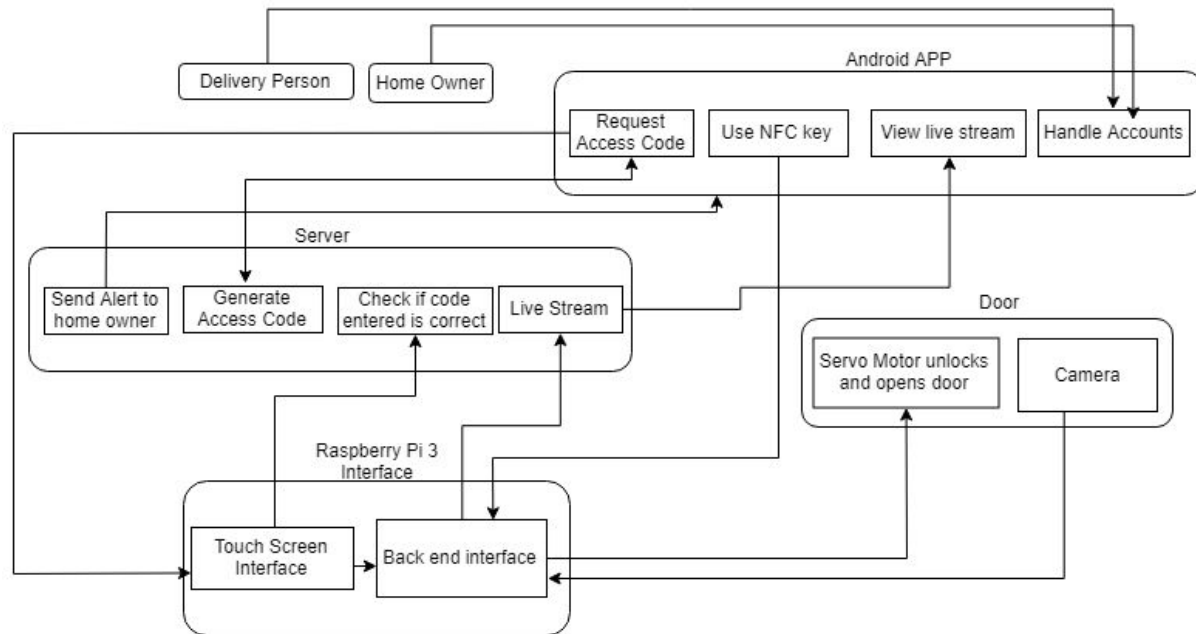 Android APP
Delivery Person
Home Owner
Request
Access Code
Use NFC key
View live stream
Handle Accounts
Server
Send Alert to
home owner
Generate
Access Code
Check if code
entered is correct
Live Stream
Door
Servo Motor unlocks
and opens door
Camera
Raspberry Pi 3
Interface
Touch Screen
Interface
Back end interface